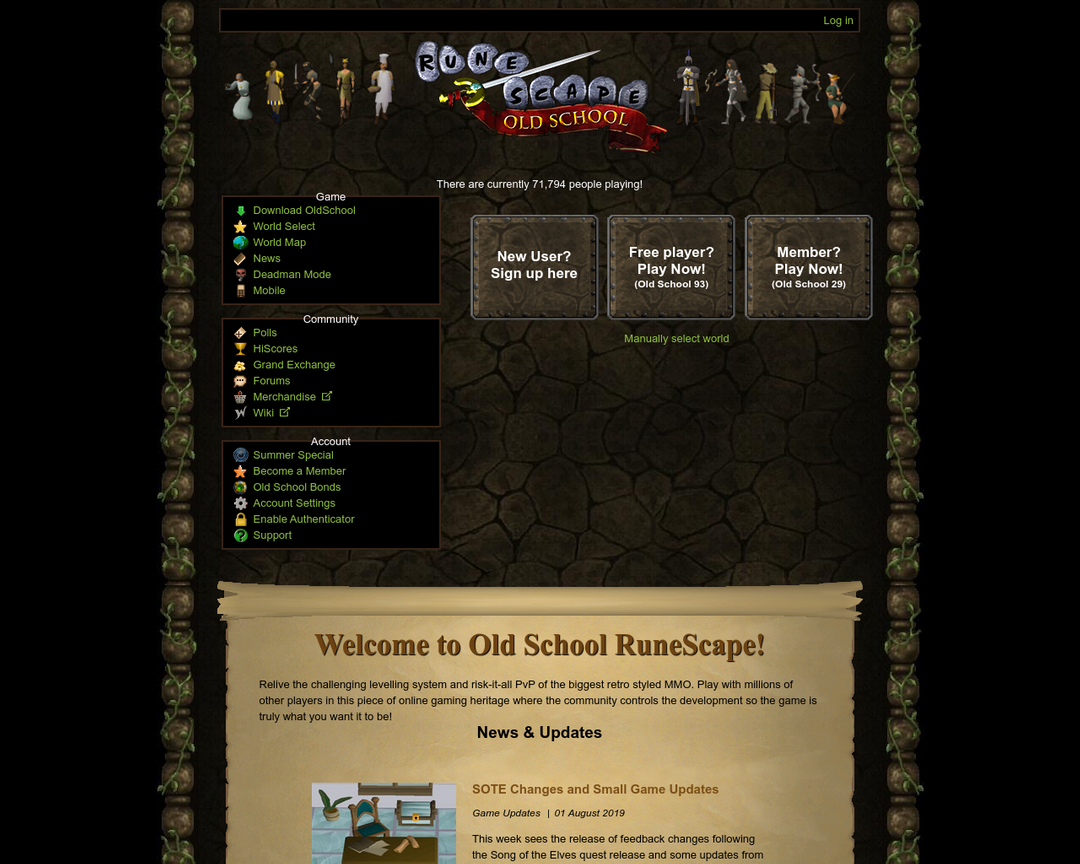 Log in
RUNE
SCAPE
OLD SCHOOL
There are currently 71,794 people playing!
Game
Download OldSchool
World Select
World Map
News
Deadman Mode
Mobile
Community
Polls
HiScores
Grand Exchange
Forums
Merchandise
Wiki
Account
Summer Special
Become a Member
Old School Bonds
Account Settings
Enable Authenticator
Support
New User?
Sign up here
Free player?
Play Now!
(Old School 93)
Member?
Play Now!
(Old School 29)
Manually select world
Welcome to Old School RuneScape!
Relive the challenging levelling system and risk-it-all PvP of the biggest retro styled MMO. Play with millions of
other players in this piece of online gaming heritage where the community controls the development so the game is
truly what you want it to be!
News & Updates
SOTE Changes and Small Game Updates
Game Updates | 01 August 2019
This week sees the release of feedback changes following
the Song of the Elves quest release and some updates from